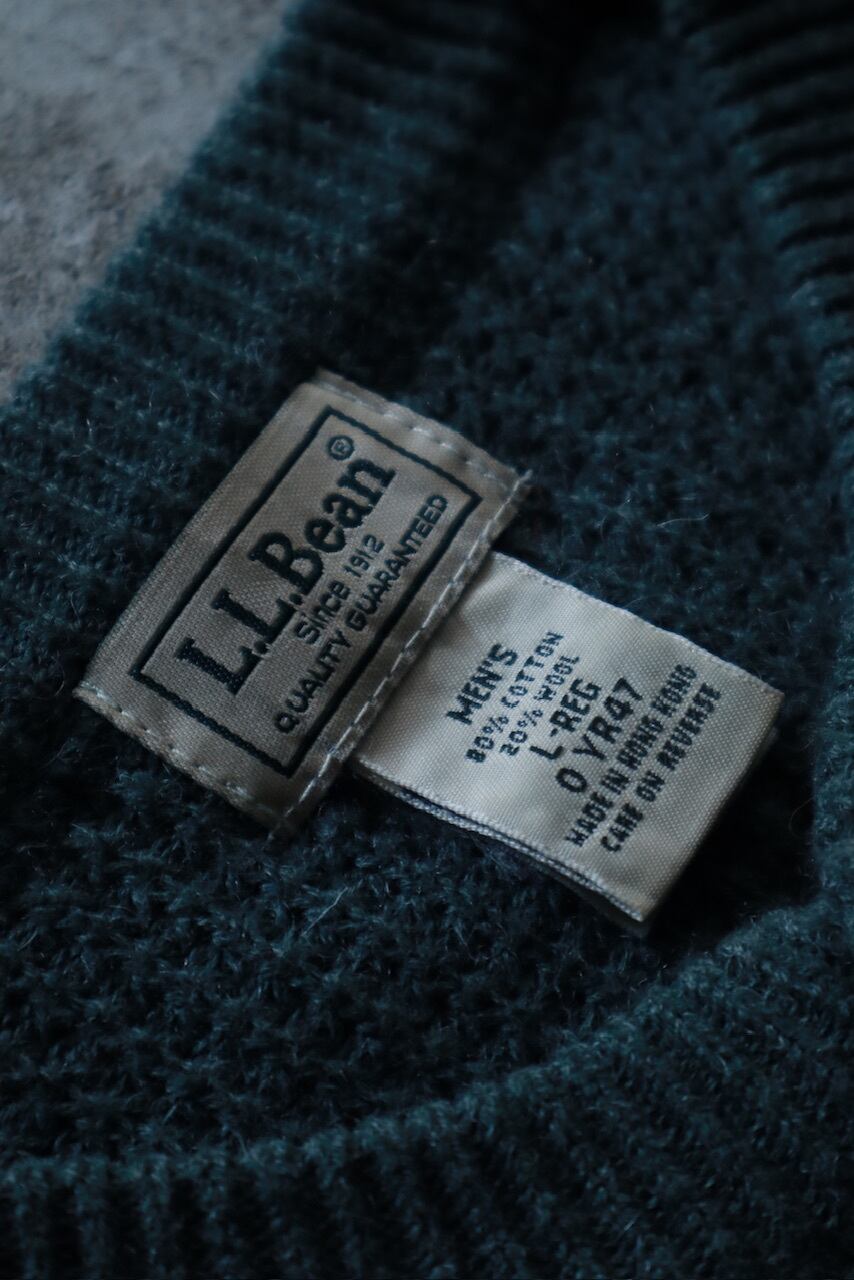 L.L.Bean®
Since 1912
QUALITY GUARANTEED
MEN'S
80% COTTON
20% WOOL
L-REG
0 YR47
MADE IN HONG KONG
CARE ON REVERSE